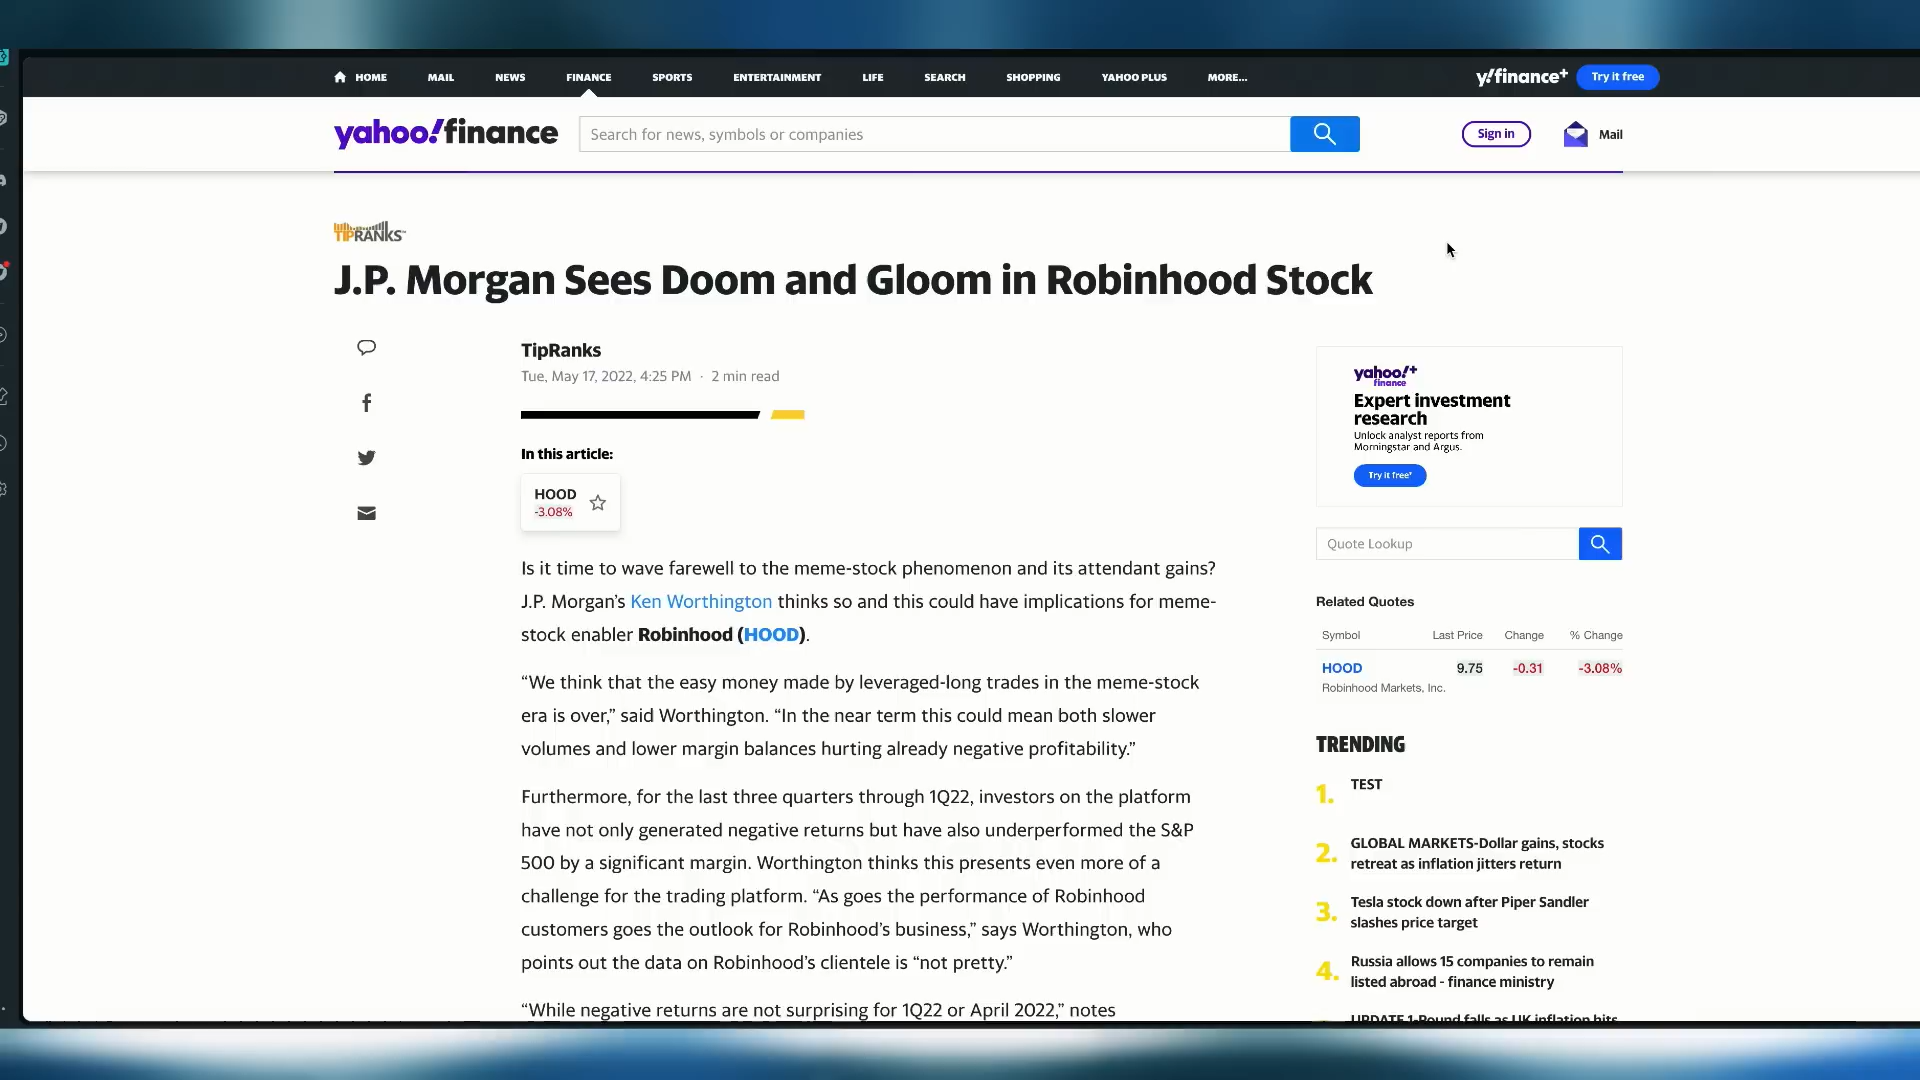 HOME MAIL NEWS FINANCE SPORTS ENTERTAINMENT LIFE SEARCH SHOPPING YAHOO PLUS MORE...
y!finance+ Try it free
yahoo!finance
Search for news, symbols or companies
Sign in
Mail
TIPRANKS
J.P. Morgan Sees Doom and Gloom in Robinhood Stock
TipRanks
Tue, May 17, 2022, 4:25 PM · 2 min read
In this article:
HOOD
-3.08%
Is it time to wave farewell to the meme-stock phenomenon and its attendant gains?
J.P. Morgan’s Ken Worthington thinks so and this could have implications for meme-
stock enabler Robinhood (HOOD).
“We think that the easy money made by leveraged-long trades in the meme-stock
era is over,” said Worthington. “In the near term this could mean both slower
volumes and lower margin balances hurting already negative profitability.”
Furthermore, for the last three quarters through 1Q22, investors on the platform
have not only generated negative returns but have also underperformed the S&P
500 by a significant margin. Worthington thinks this presents even more of a
challenge for the trading platform. “As goes the performance of Robinhood
customers goes the outlook for Robinhood’s business,” says Worthington, who
points out the data on Robinhood’s clientele is “not pretty.”
“While negative returns are not surprising for 1Q22 or April 2022,” notes
yahoo!+
finance
Expert investment
research
Unlock analyst reports from
Morningstar and Argus.
Try it free*
Quote Lookup
Related Quotes
Symbol Last Price Change % Change
HOOD 9.75 -0.31 -3.08%
Robinhood Markets, Inc.
TRENDING
1. TEST
2. GLOBAL MARKETS-Dollar gains, stocks
retreat as inflation jitters return
3. Tesla stock down after Piper Sandler
slashes price target
4. Russia allows 15 companies to remain
listed abroad - finance ministry
UPDATE 1-Pound falls as UK inflation hits